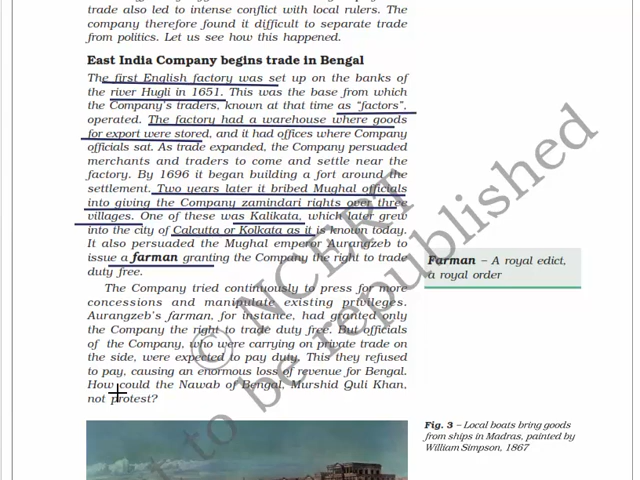 trade also led to intense conflict with local rulers. The
company therefore found it difficult to separate trade
from politics. Let us see how this happened.
East India Company begins trade in Bengal
The first English factory was set up on the banks of
the river Hugli in 1651. This was the base from which
the Company's traders, known at that time as "factors",
operated. The factory had a warehouse where goods
for export were stored, and it had offices where Company
officials sat. As trade expanded, the Company persuaded
merchants and traders to come and settle near the
factory. By 1696 it began building a fort around the
settlement. Two years later it bribed Mughal officials
into giving the Company zamindari rights over three
villages. One of these was Kalikata, which later grew
into the city of Calcutta or Kolkata as it is known today.
It also persuaded the Mughal emperor Aurangzeb to
issue a farman granting the Company the right to trade
duty free.
The Company tried continuously to press for more
concessions and manipulate existing privileges.
Aurangzeb's farman, for instance, had granted only
the Company the right to trade duty free. But officials
of the Company, who were carrying on private trade on
the side, were expected to pay duty. This they refused
to pay, causing an enormous loss of revenue for Bengal.
How could the Nawab of Bengal, Murshid Quli Khan,
not protest?
Farman – A royal edict,
a royal order
Fig. 3 – Local boats bring goods
from ships in Madras, painted by
William Simpson, 1867
© NCERT
to be republished